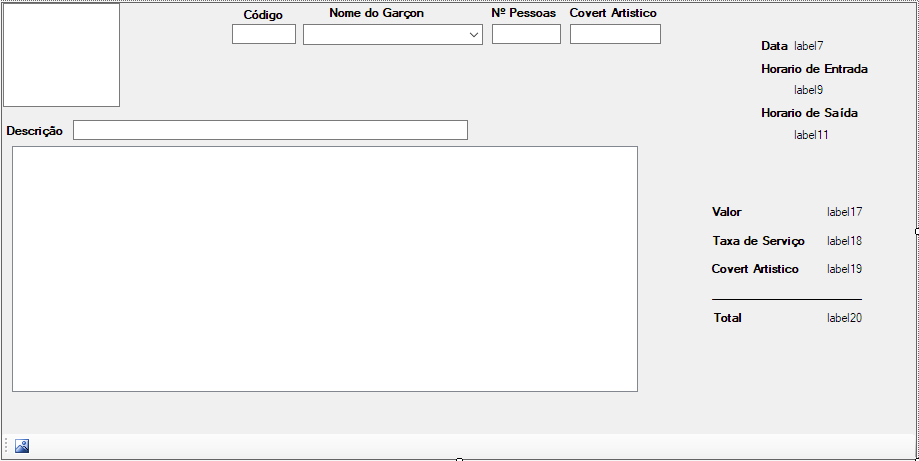 Código
Nome do Garçon
Nº Pessoas
Covert Artistico
Data label7
Horario de Entrada
label9
Horario de Saída
label11
Descrição
Valor label17
Taxa de Serviço label18
Covert Artistico label19
Total label20